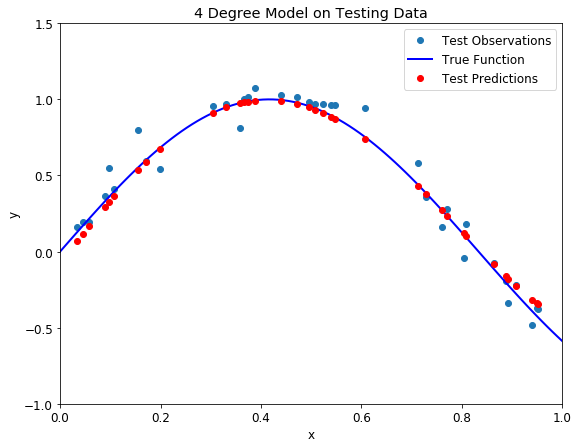 4 Degree Model on Testing Data
1.5
1.0
0.5
0.0
−0.5
−1.0
y
Test Observations
True Function
Test Predictions
0.0 0.2 0.4 0.6 0.8 1.0
x